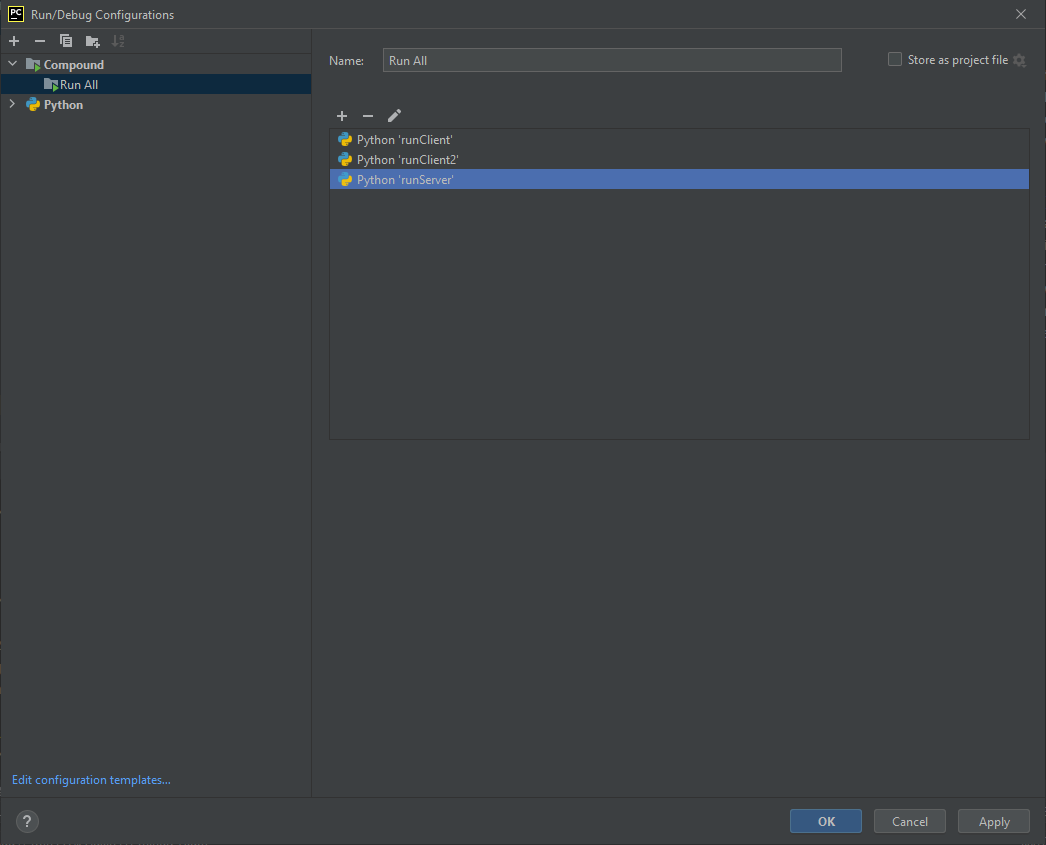 PC Run/Debug Configurations
Compound
Run All
Python
Name: Run All
Store as project file
Python 'runClient'
Python 'runClient2'
Python 'runServer'
Edit configuration templates...
? OK Cancel Apply